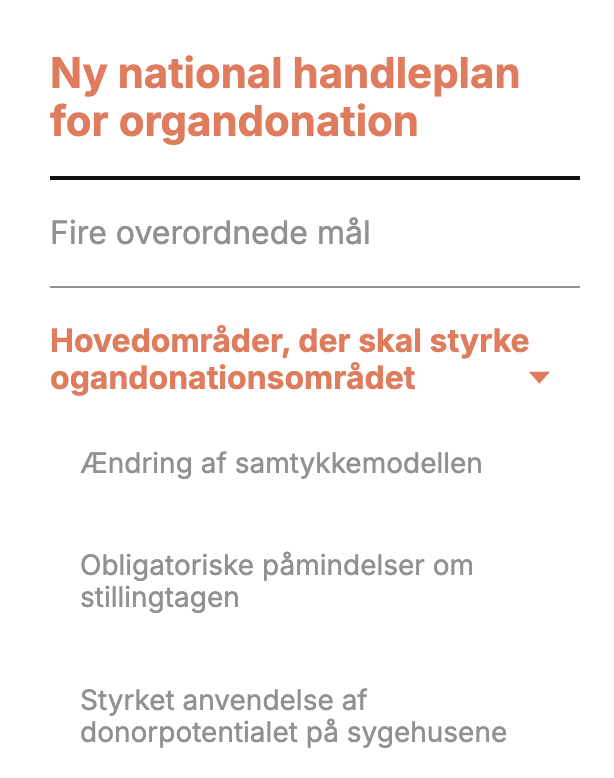 Ny national handleplan
for organdonation
Fire overordnede mål
Hovedområder, der skal styrke
ogandonationsområdet
Ændring af samtykkemodellen
Obligatoriske påmindelser om
stillingtagen
Styrket anvendelse af
donorpotentialet på sygehusene